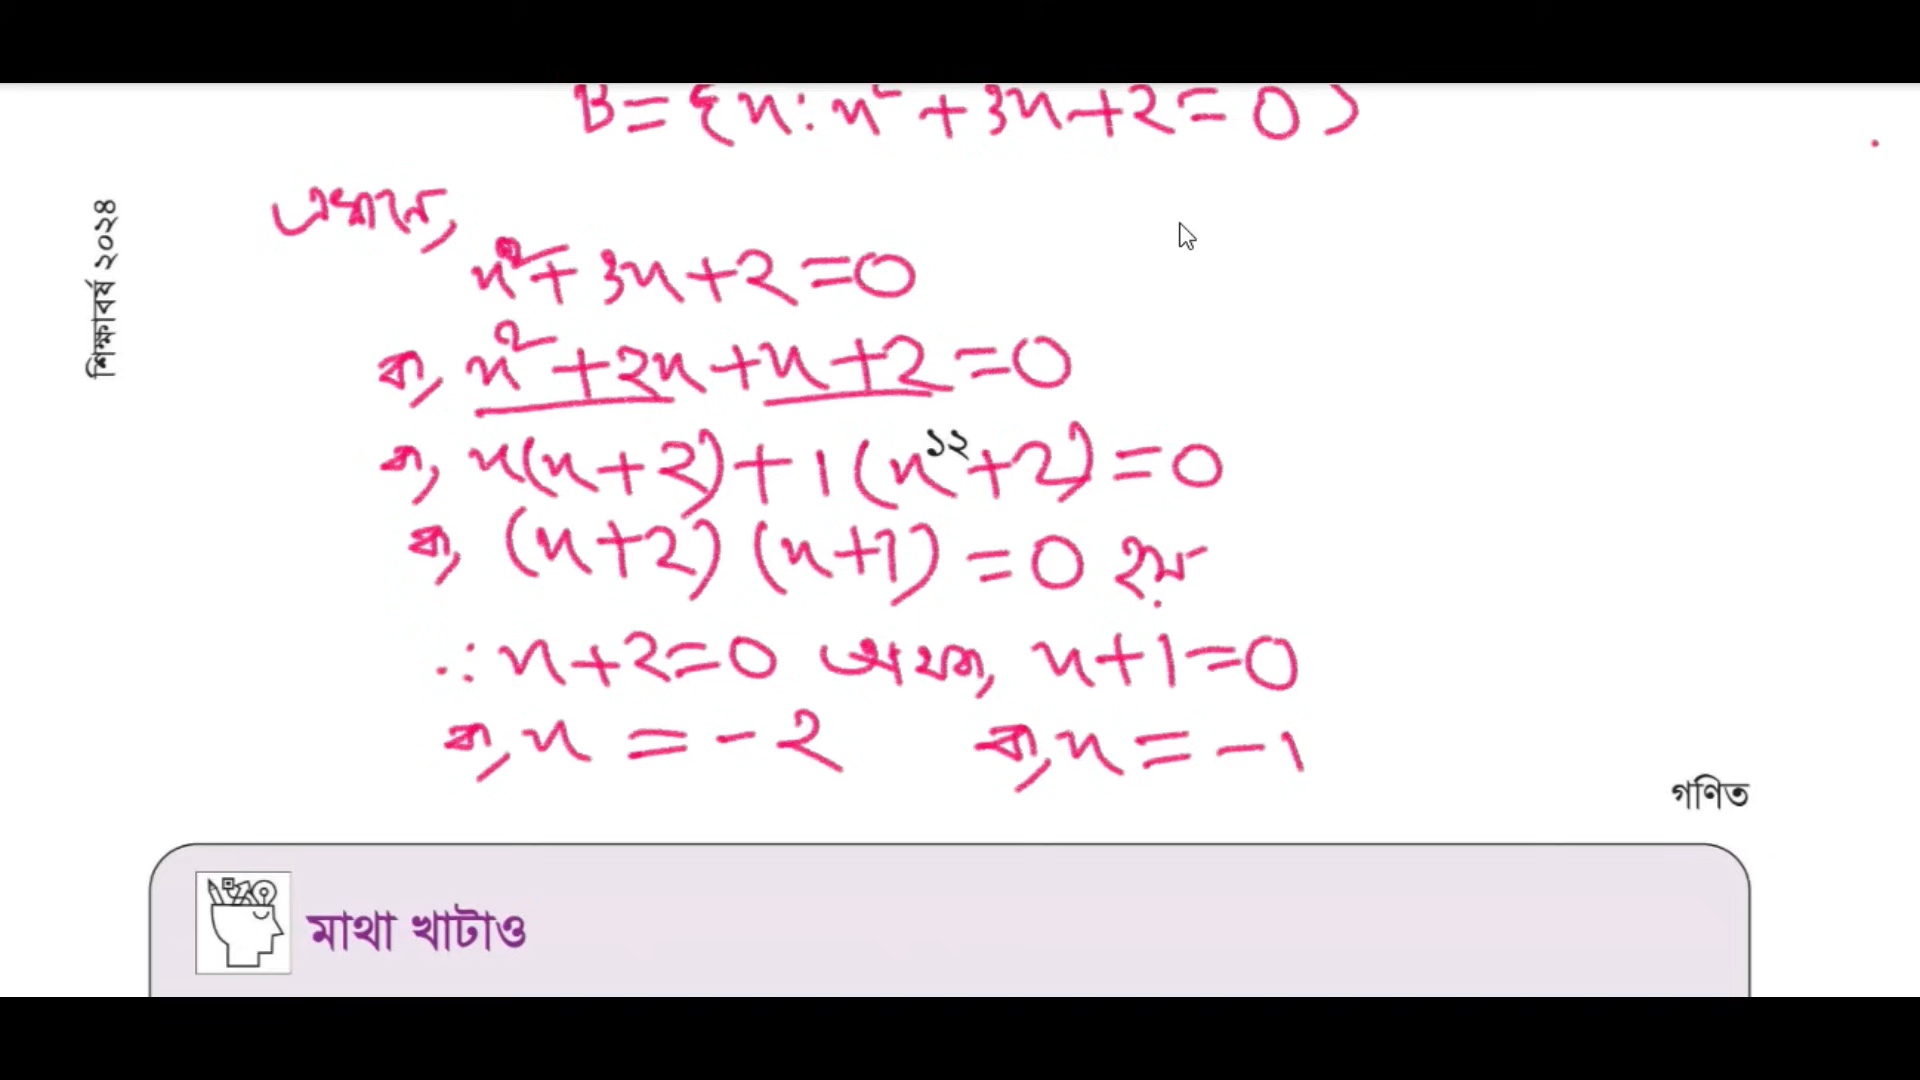 B={x: x²+3x+2=0}
শিক্ষাবর্ষ ২০২৪
এখানে,
x²+3x+2=0
বা, x²+2x+x+2=0
বা, x(x+2)+1(x+2)=0
১২
বা, (x+2) (x+1)=0 হয়
∴ x+2=0 অথবা, x+1=0
বা, x=-2 বা, x=-1
গণিত
মাথা খাটাও